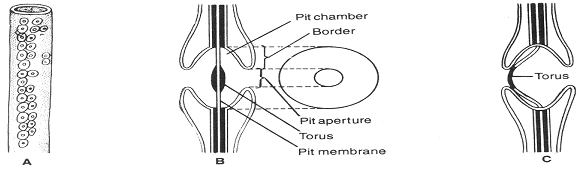 Pit chamber
Border
Pit aperture
Torus
Pit membrane
Torus
A
B
C